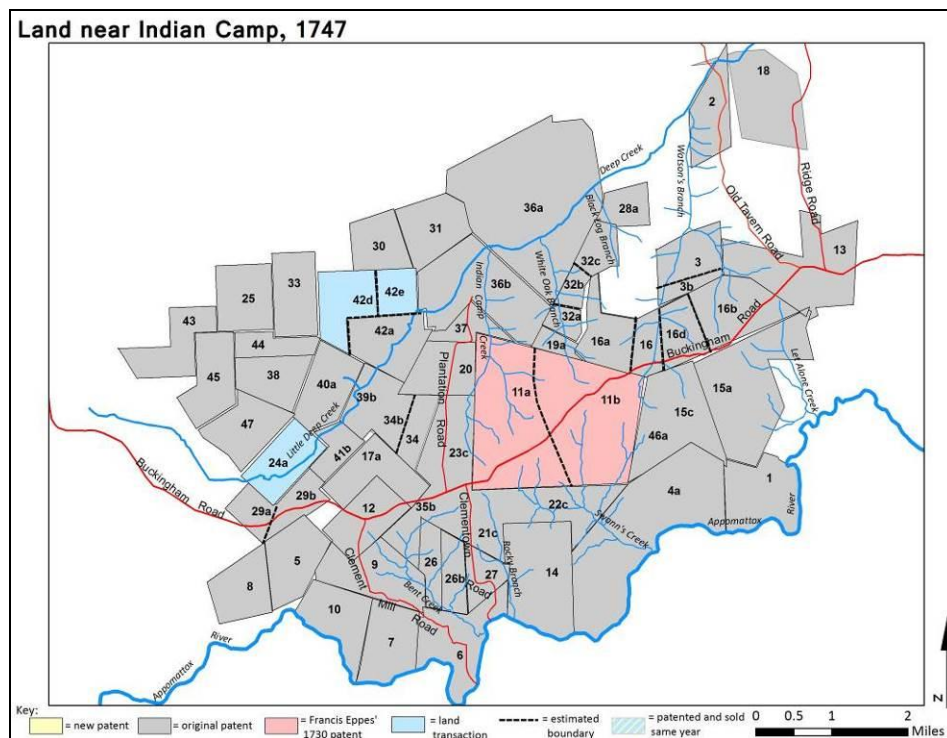 Land near Indian Camp, 1747
18
2
Deep Creek
Watson's Branch
Old Tavern Road
Ridge Road
36a
28a
Black Log Branch
31
30
13
3
32c
33
25
Indian Camp
Creek
36b
White Oak Branch
32b
3b
42d
42e
16b
43
32a
42a
37
19a
16a
16
16d
Buckingham
Road
44
45
38
40a
39b
Plantation
Road
20
11a
11b
15a
15c
Let Alone Creek
47
34b
34
46a
Little Deep Creek
41b
17a
23c
24a
Buckingham
Road
29a
29b
12
35b
Clementown
Road
22c
4a
1
River
Appomattox
Swann's Creek
21c
Rocky Branch
5
8
9
26
26b
27
14
Clement
Mill
Road
Bent Creek
10
7
6
River
Appomattox
N
Key:
= new patent
= original patent
= Francis Eppes'
1730 patent
= land
transaction
= estimated
boundary
= patented and sold
same year
0 0.5 1 2
Miles